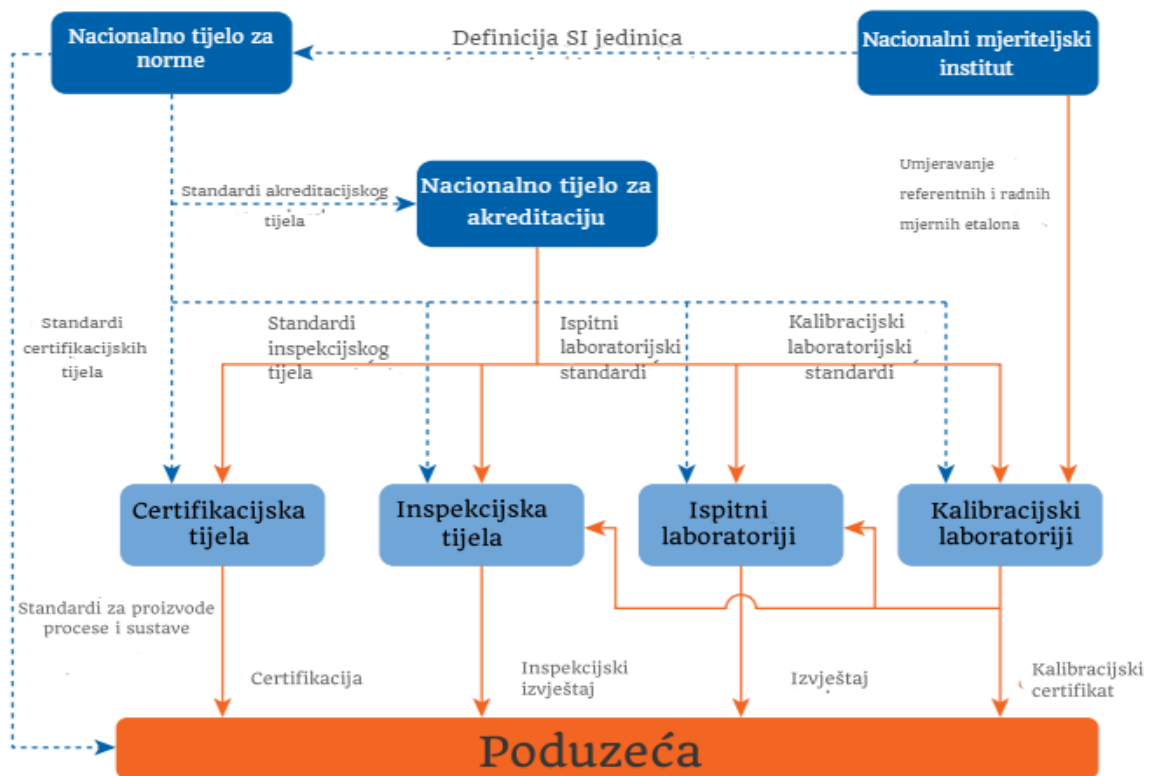 Nacionalno tijelo za
norme
Definicija SI jedinica
Nacionalni mjeriteljski
institut
Standardi akreditacijskog
tijela
Nacionalno tijelo za
akreditaciju
Umjeravanje
referentnih i radnih
mjernih etalona
Standardi
certifikacijskih
tijela
Standardi
inspekcijskog
tijela
Ispitni
laboratorijski
standardi
Kalibracijski
laboratorijski
standardi
Certifikacijska
tijela
Inspekcijska
tijela
Ispitni
laboratoriji
Kalibracijski
laboratoriji
Standardi za proizvode
procese i sustave
Certifikacija
Inspekcijski
izvještaj
Izvještaj
Kalibracijski
certifikat
Poduzeća